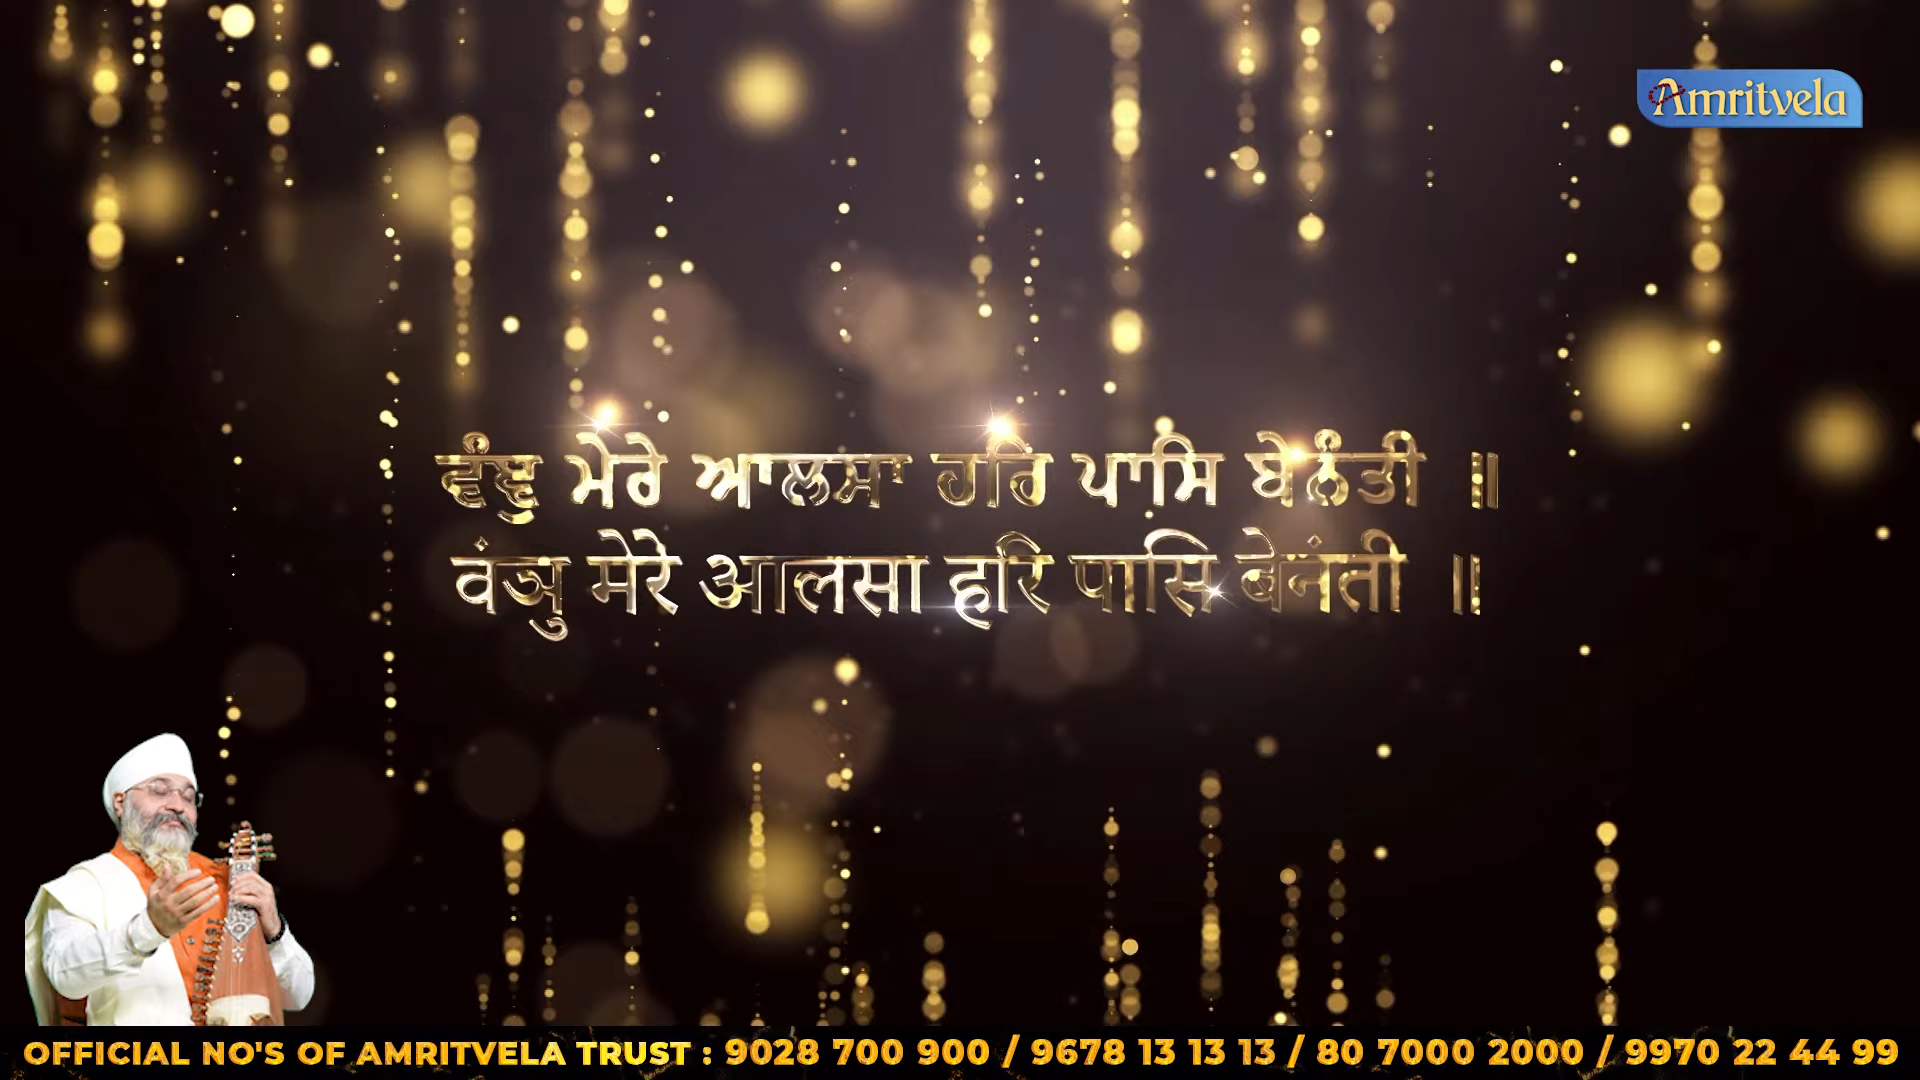 Amritvela
ਵੰਞੁ ਮੇਰੇ ਆਲਸਾ ਹਰਿ ਪਾਸਿ ਬੇਨੰਤੀ ॥
वंञु मेरे आलसा हरि पासि बेनंती ॥
OFFICIAL NO'S OF AMRITVELA TRUST : 9028 700 900 / 9678 13 13 13 / 80 7000 2000 / 9970 22 44 99